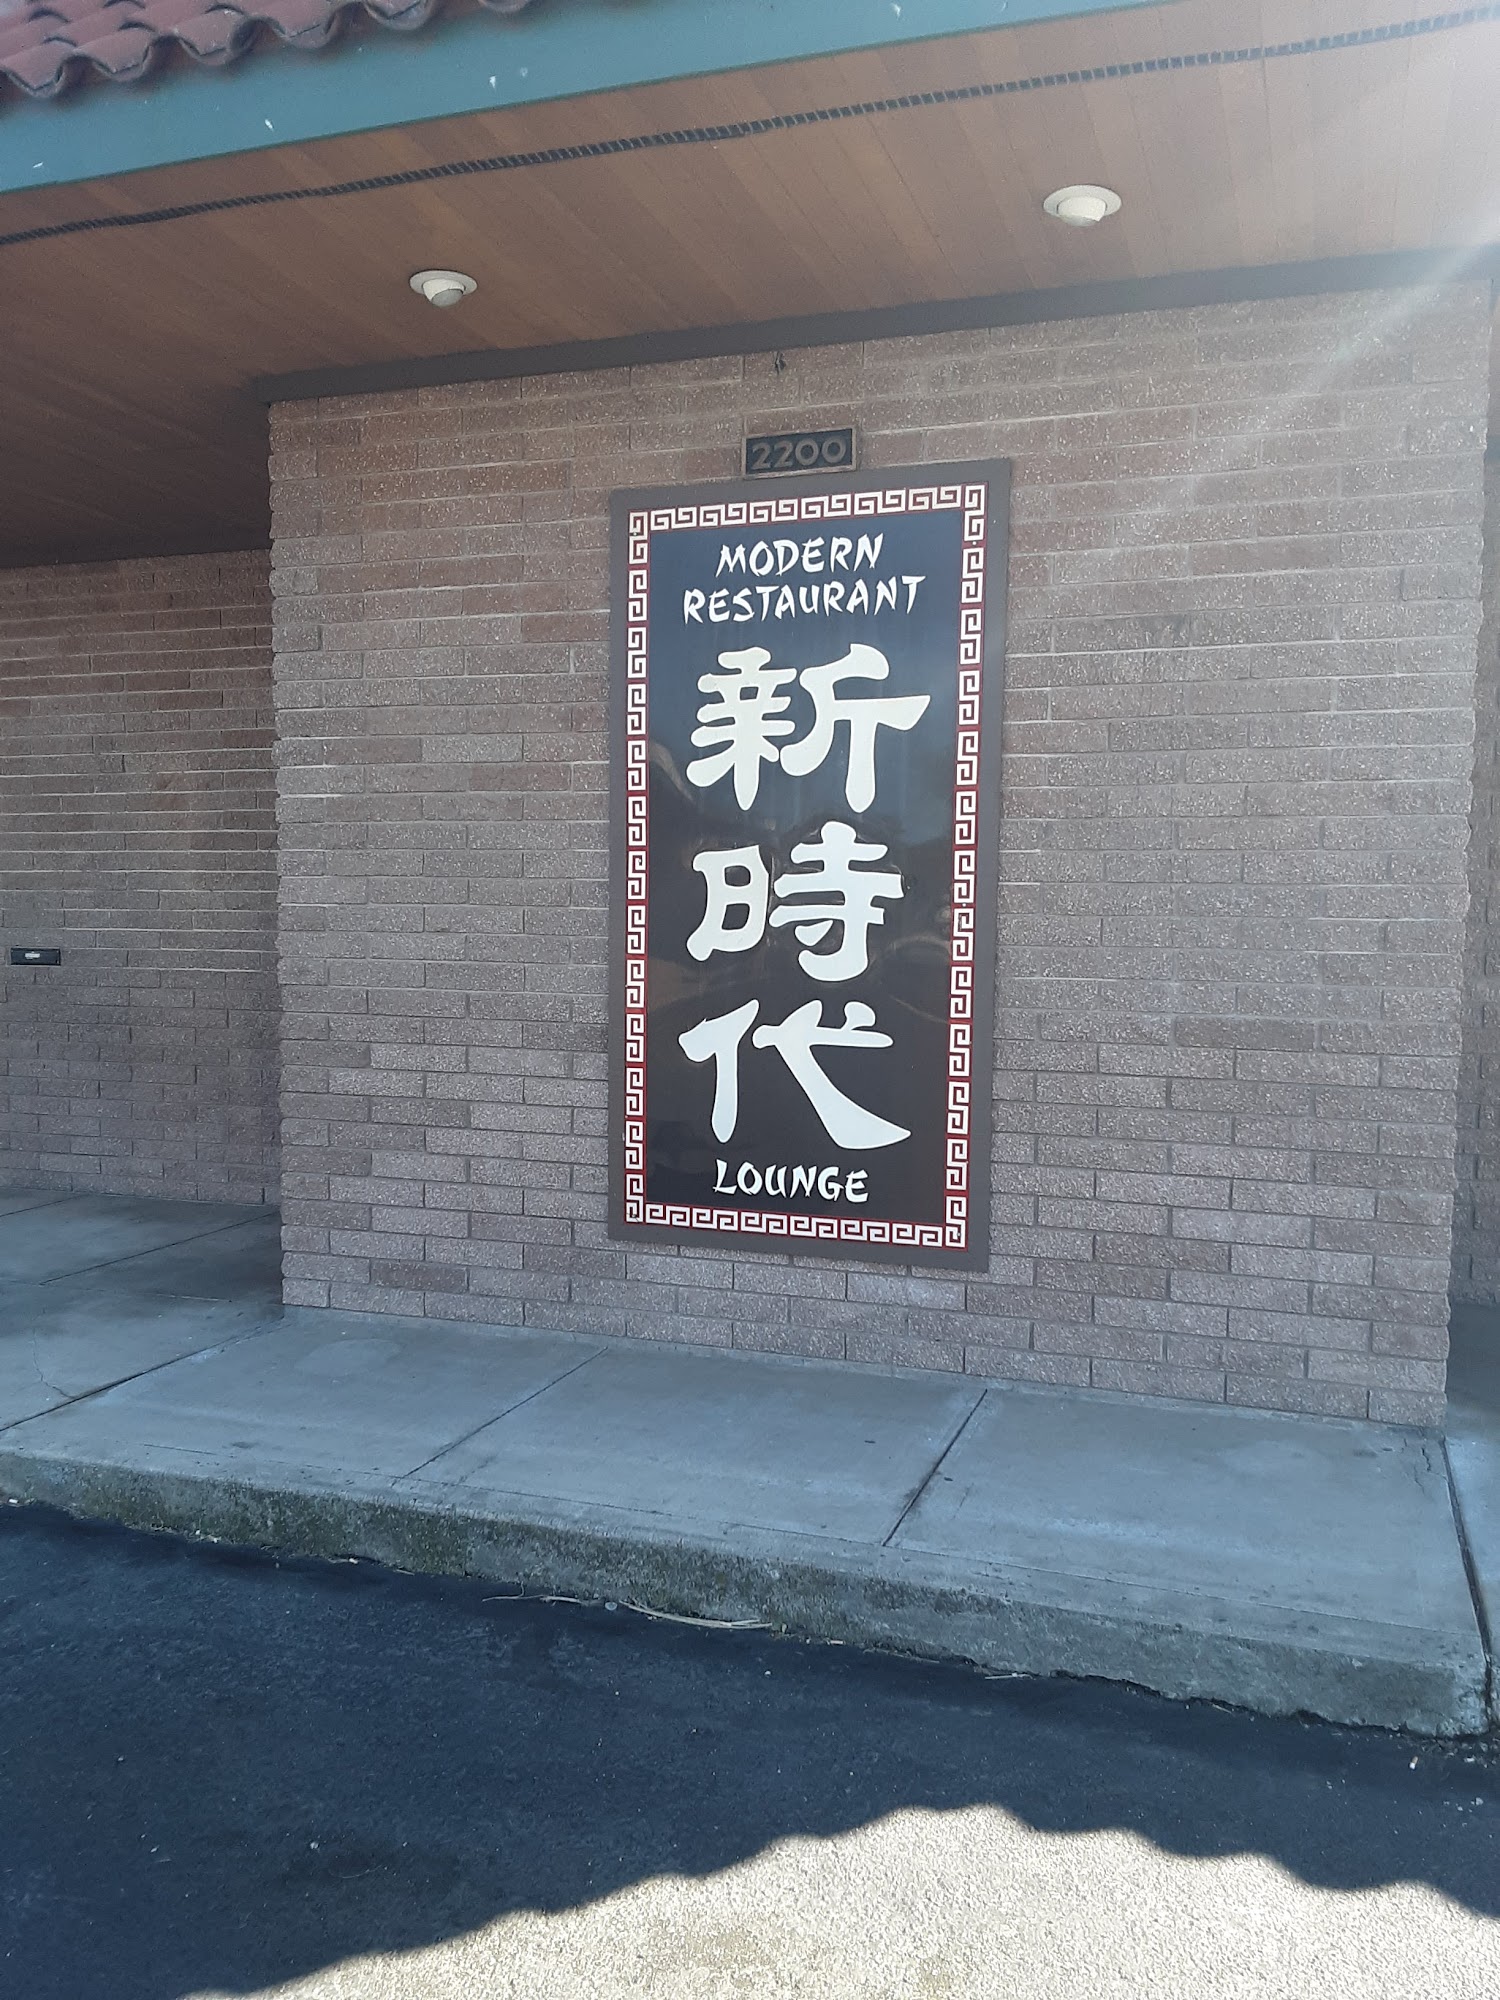 2200
MODERN
RESTAURANT
新
時
代
LOUNGE